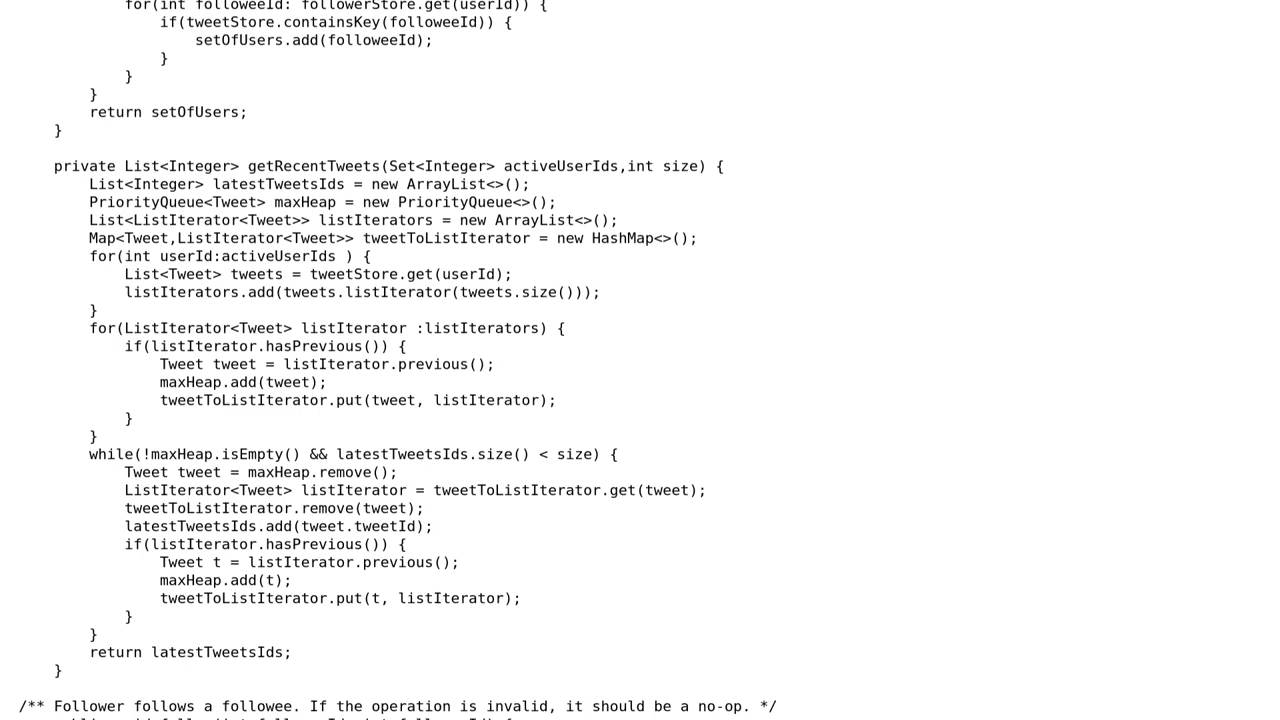 for(int followeeId: followerStore.get(userId)) {
if(tweetStore.containsKey(followeeId)) {
setOfUsers.add(followeeId);
}
}
}
return setOfUsers;
}
private List<Integer> getRecentTweets(Set<Integer> activeUserIds,int size) {
List<Integer> latestTweetsIds = new ArrayList<>();
PriorityQueue<Tweet> maxHeap = new PriorityQueue<>();
List<ListIterator<Tweet>> listIterators = new ArrayList<>();
Map<Tweet,ListIterator<Tweet>> tweetToListIterator = new HashMap<>();
for(int userId:activeUserIds ) {
List<Tweet> tweets = tweetStore.get(userId);
listIterators.add(tweets.listIterator(tweets.size()));
}
for(ListIterator<Tweet> listIterator :listIterators) {
if(listIterator.hasPrevious()) {
Tweet tweet = listIterator.previous();
maxHeap.add(tweet);
tweetToListIterator.put(tweet, listIterator);
}
}
while(!maxHeap.isEmpty() && latestTweetsIds.size() < size) {
Tweet tweet = maxHeap.remove();
ListIterator<Tweet> listIterator = tweetToListIterator.get(tweet);
tweetToListIterator.remove(tweet);
latestTweetsIds.add(tweet.tweetId);
if(listIterator.hasPrevious()) {
Tweet t = listIterator.previous();
maxHeap.add(t);
tweetToListIterator.put(t, listIterator);
}
}
return latestTweetsIds;
}
/** Follower follows a followee. If the operation is invalid, it should be a no-op. */